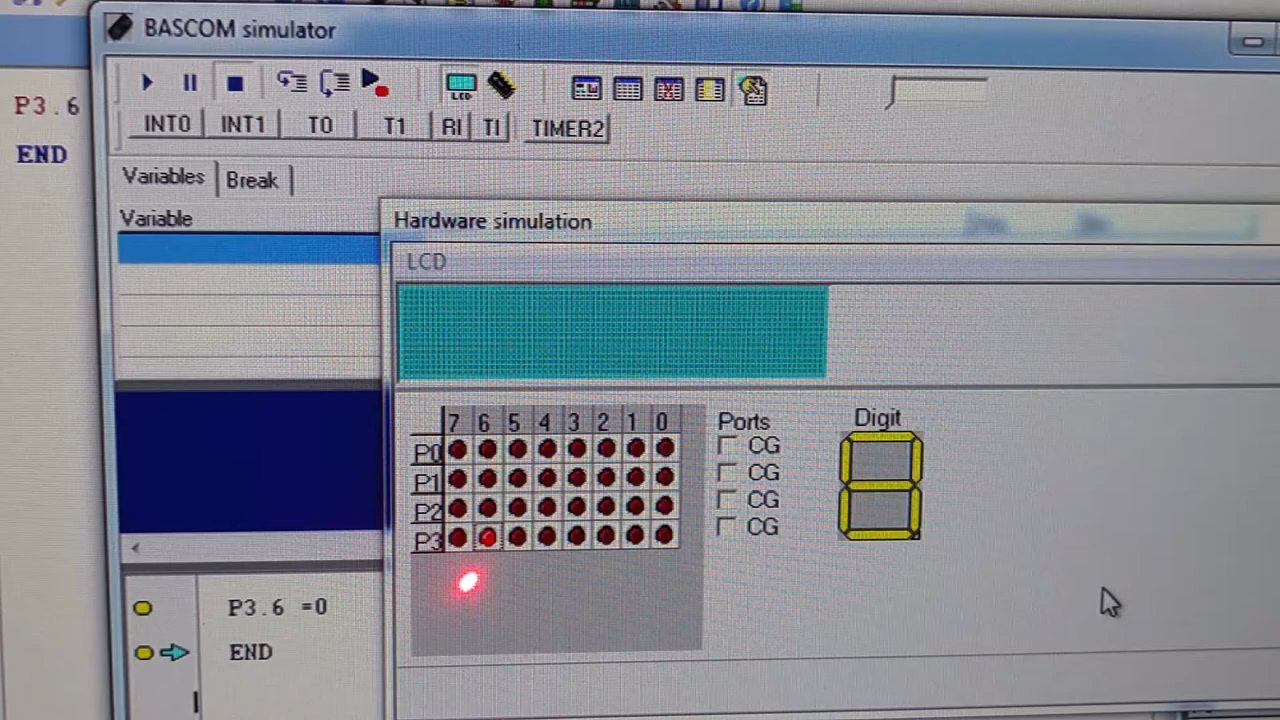 BASCOM simulator
LCD
P3.6
INT0 INT1 T0 T1 RI TI TIMER2
END
Variables Break
Variable
Hardware simulation
LCD
7 6 5 4 3 2 1 0 Ports Digit
P0 CG
P1 CG
P2 CG
P3 CG
P3.6 =0
END